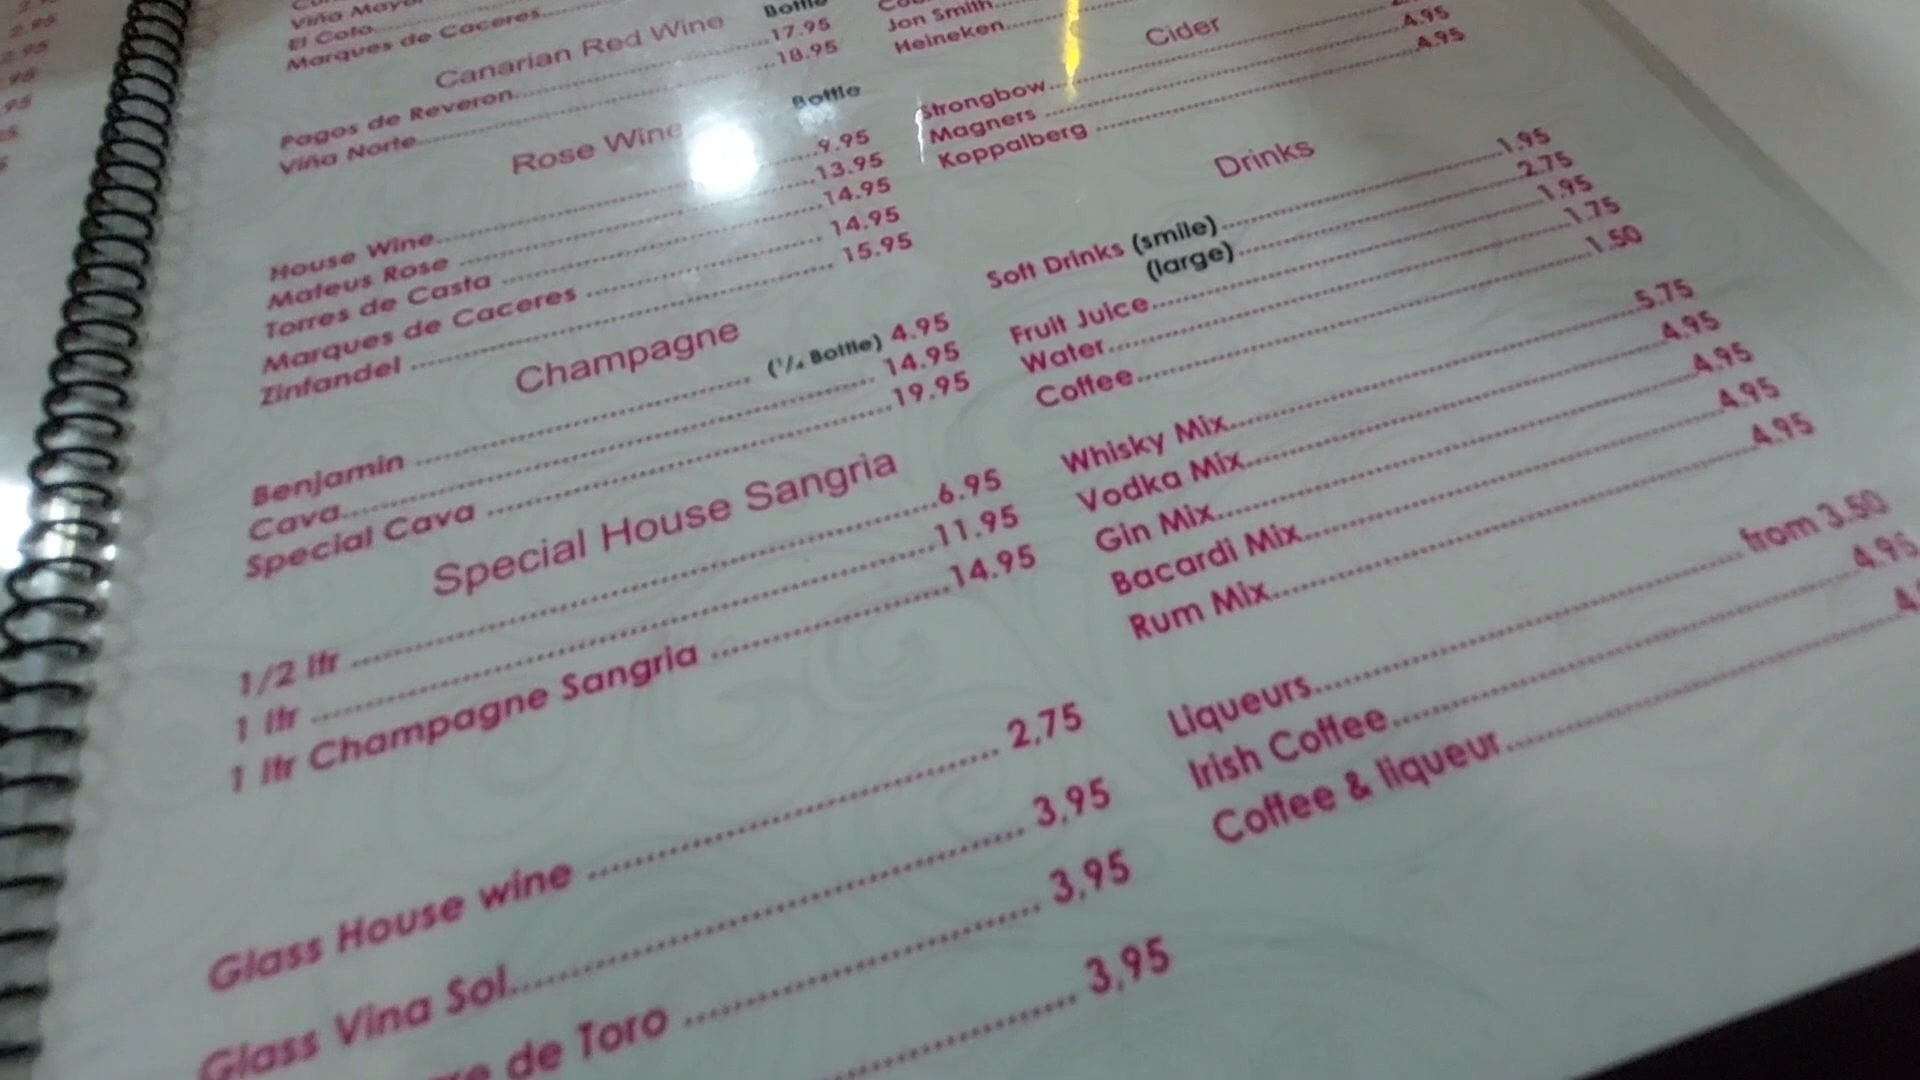 Viña Mayor
El Coto
Marques de Caceres
Canarian Red Wine
Bottle
Pagos de Reveron 17.95
Viña Norte 18.95
Rose Wine
Bottle
House Wine 9.95
Mateus Rose 13.95
Torres de Casta 14.95
Marques de Caceres 14.95
Zinfandel 15.95
Champagne
Benjamin (1/4 Bottle) 4.95
Cava 14.95
Special Cava 19.95
Special House Sangria
1/2 ltr 6.95
1 ltr 11.95
1 ltr Champagne Sangria 14.95
Glass House wine 2,75
Glass Vina Sol 3,95
de Toro 3,95
3,95
Jon Smith
Heineken
Cider
Strongbow
Magners 4.95
Koppalberg 4.95
Drinks
Soft Drinks (smile) 1.95
(large) 2.75
Fruit Juice 1.95
Water 1.75
Coffee 1.50
Whisky Mix 5.75
Vodka Mix 4.95
Gin Mix 4.95
Bacardi Mix 4.95
Rum Mix 4.95
Liqueurs from 3.50
Irish Coffee 4.95
Coffee & liqueur